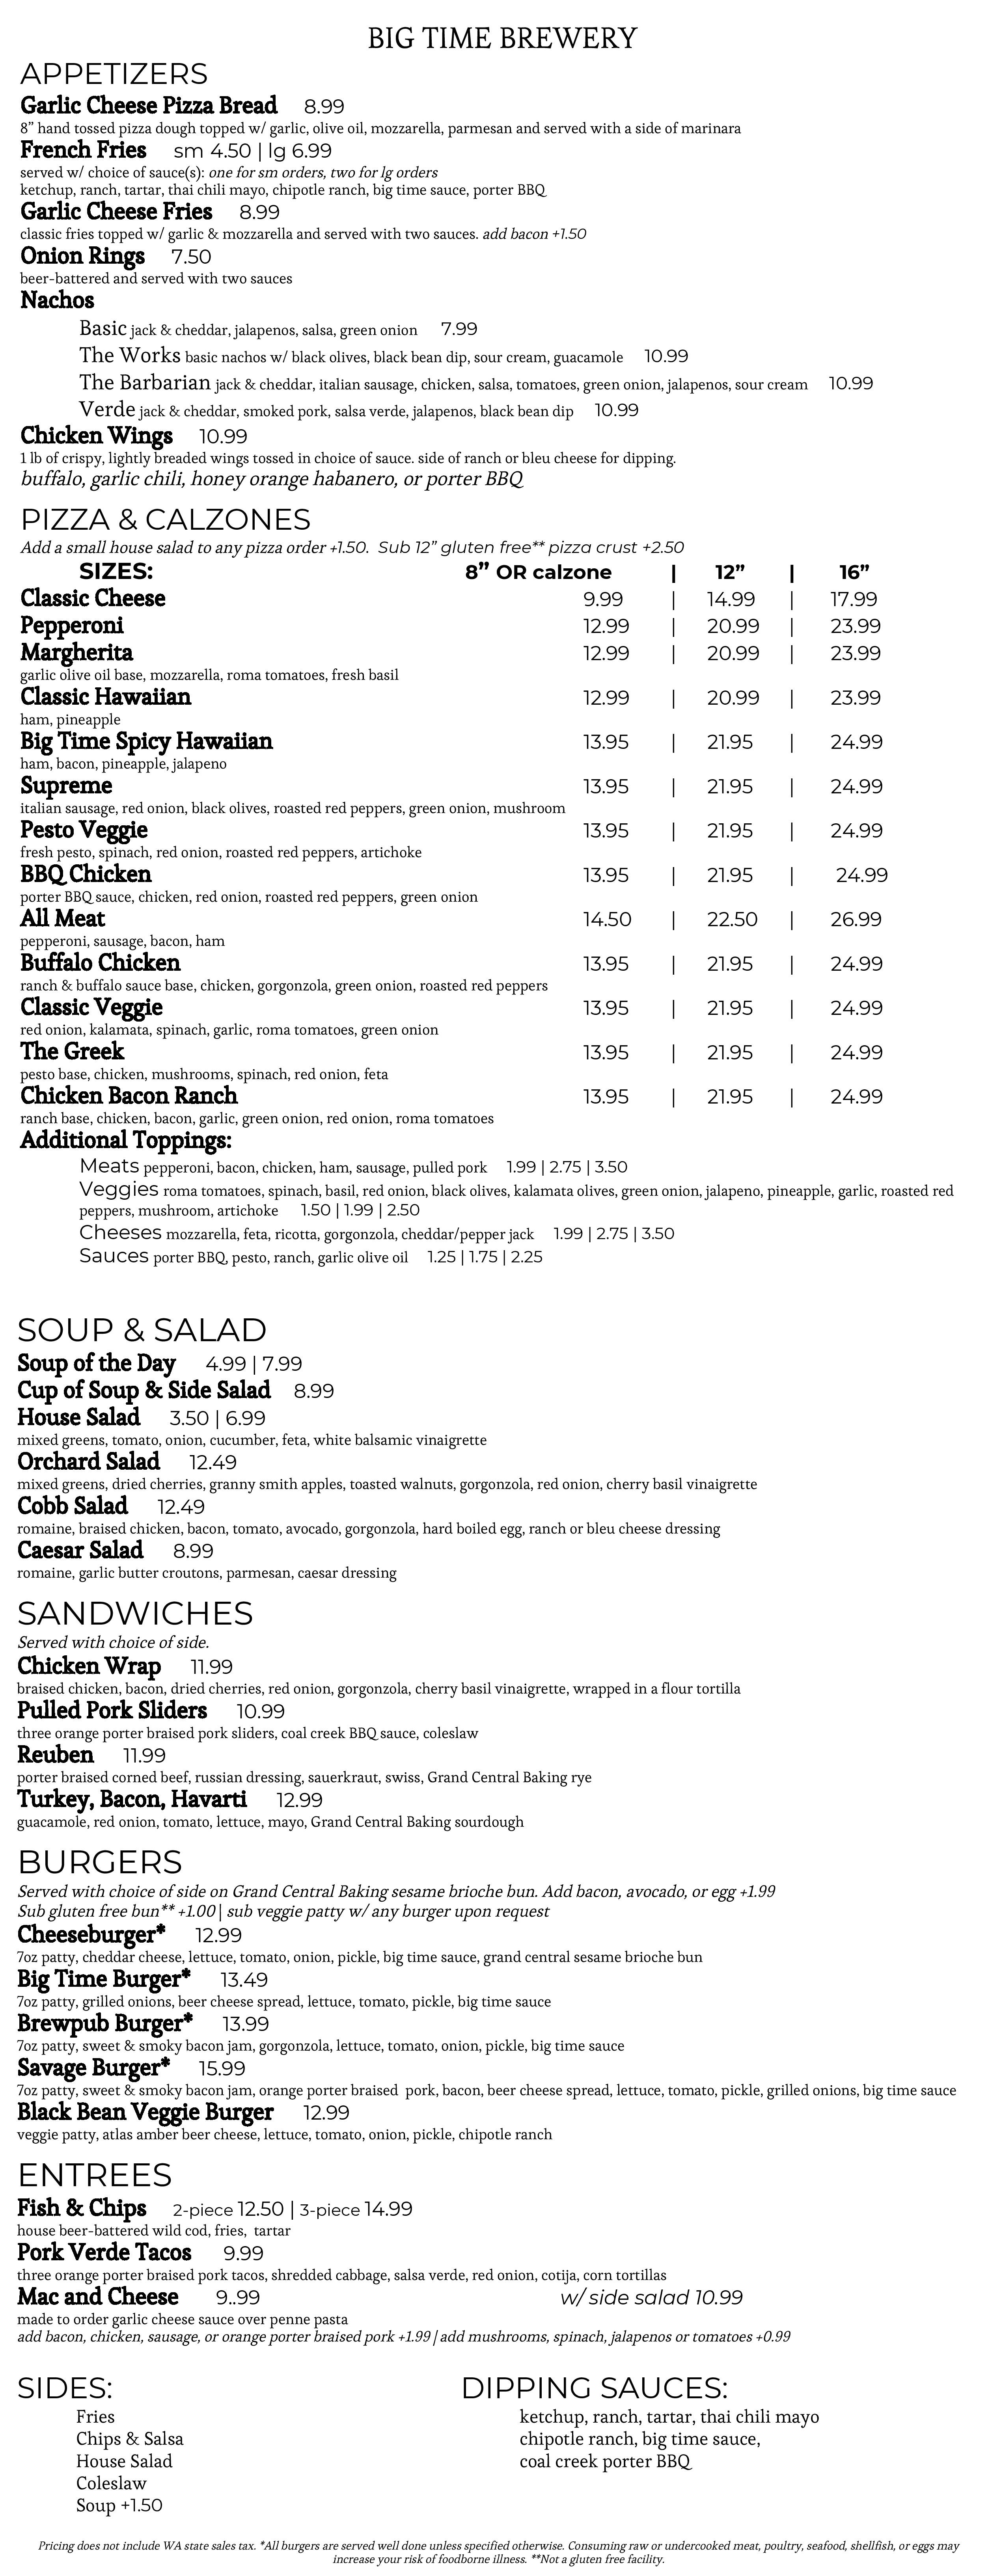 BIG TIME BREWERY
APPETIZERS
Garlic Cheese Pizza Bread 8.99
8” hand tossed pizza dough topped w/ garlic, olive oil, mozzarella, parmesan and served with a side of marinara
French Fries sm 4.50 | lg 6.99
served w/ choice of sauce(s): one for sm orders, two for lg orders
ketchup, ranch, tartar, thai chili mayo, chipotle ranch, big time sauce, porter BBQ
Garlic Cheese Fries 8.99
classic fries topped w/ garlic & mozzarella and served with two sauces. add bacon +1.50
Onion Rings 7.50
beer-battered and served with two sauces
Nachos
Basic jack & cheddar, jalapenos, salsa, green onion 7.99
The Works basic nachos w/ black olives, black bean dip, sour cream, guacamole 10.99
The Barbarian jack & cheddar, italian sausage, chicken, salsa, tomatoes, green onion, jalapenos, sour cream 10.99
Verde jack & cheddar, smoked pork, salsa verde, jalapenos, black bean dip 10.99
Chicken Wings 10.99
1 lb of crispy, lightly breaded wings tossed in choice of sauce. side of ranch or bleu cheese for dipping.
buffalo, garlic chili, honey orange habanero, or porter BBQ
PIZZA & CALZONES
Add a small house salad to any pizza order +1.50. Sub 12” gluten free** pizza crust +2.50
SIZES: 8” OR calzone | 12” | 16”
Classic Cheese 9.99 | 14.99 | 17.99
Pepperoni 12.99 | 20.99 | 23.99
Margherita 12.99 | 20.99 | 23.99
garlic olive oil base, mozzarella, roma tomatoes, fresh basil
Classic Hawaiian 12.99 | 20.99 | 23.99
ham, pineapple
Big Time Spicy Hawaiian 13.95 | 21.95 | 24.99
ham, bacon, pineapple, jalapeno
Supreme 13.95 | 21.95 | 24.99
italian sausage, red onion, black olives, roasted red peppers, green onion, mushroom
Pesto Veggie 13.95 | 21.95 | 24.99
fresh pesto, spinach, red onion, roasted red peppers, artichoke
BBQ Chicken 13.95 | 21.95 | 24.99
porter BBQ sauce, chicken, red onion, roasted red peppers, green onion
All Meat 14.50 | 22.50 | 26.99
pepperoni, sausage, bacon, ham
Buffalo Chicken 13.95 | 21.95 | 24.99
ranch & buffalo sauce base, chicken, gorgonzola, green onion, roasted red peppers
Classic Veggie 13.95 | 21.95 | 24.99
red onion, kalamata, spinach, garlic, roma tomatoes, green onion
The Greek 13.95 | 21.95 | 24.99
pesto base, chicken, mushrooms, spinach, red onion, feta
Chicken Bacon Ranch 13.95 | 21.95 | 24.99
ranch base, chicken, bacon, garlic, green onion, red onion, roma tomatoes
Additional Toppings:
Meats pepperoni, bacon, chicken, ham, sausage, pulled pork 1.99 | 2.75 | 3.50
Veggies roma tomatoes, spinach, basil, red onion, black olives, kalamata olives, green onion, jalapeno, pineapple, garlic, roasted red
peppers, mushroom, artichoke 1.50 | 1.99 | 2.50
Cheeses mozzarella, feta, ricotta, gorgonzola, cheddar/pepper jack 1.99 | 2.75 | 3.50
Sauces porter BBQ, pesto, ranch, garlic olive oil 1.25 | 1.75 | 2.25
SOUP & SALAD
Soup of the Day 4.99 | 7.99
Cup of Soup & Side Salad 8.99
House Salad 3.50 | 6.99
mixed greens, tomato, onion, cucumber, feta, white balsamic vinaigrette
Orchard Salad 12.49
mixed greens, dried cherries, granny smith apples, toasted walnuts, gorgonzola, red onion, cherry basil vinaigrette
Cobb Salad 12.49
romaine, braised chicken, bacon, tomato, avocado, gorgonzola, hard boiled egg, ranch or bleu cheese dressing
Caesar Salad 8.99
romaine, garlic butter croutons, parmesan, caesar dressing
SANDWICHES
Served with choice of side.
Chicken Wrap 11.99
braised chicken, bacon, dried cherries, red onion, gorgonzola, cherry basil vinaigrette, wrapped in a flour tortilla
Pulled Pork Sliders 10.99
three orange porter braised pork sliders, coal creek BBQ sauce, coleslaw
Reuben 11.99
porter braised corned beef, russian dressing, sauerkraut, swiss, Grand Central Baking rye
Turkey, Bacon, Havarti 12.99
guacamole, red onion, tomato, lettuce, mayo, Grand Central Baking sourdough
BURGERS
Served with choice of side on Grand Central Baking sesame brioche bun. Add bacon, avocado, or egg +1.99
Sub gluten free bun** +1.00 | sub veggie patty w/ any burger upon request
Cheeseburger* 12.99
7oz patty, cheddar cheese, lettuce, tomato, onion, pickle, big time sauce, grand central sesame brioche bun
Big Time Burger* 13.49
7oz patty, grilled onions, beer cheese spread, lettuce, tomato, pickle, big time sauce
Brewpub Burger* 13.99
7oz patty, sweet & smoky bacon jam, gorgonzola, lettuce, tomato, onion, pickle, big time sauce
Savage Burger* 15.99
7oz patty, sweet & smoky bacon jam, orange porter braised pork, bacon, beer cheese spread, lettuce, tomato, pickle, grilled onions, big time sauce
Black Bean Veggie Burger 12.99
veggie patty, atlas amber beer cheese, lettuce, tomato, onion, pickle, chipotle ranch
ENTREES
Fish & Chips 2-piece 12.50 | 3-piece 14.99
house beer-battered wild cod, fries, tartar
Pork Verde Tacos 9.99
three orange porter braised pork tacos, shredded cabbage, salsa verde, red onion, cotija, corn tortillas
Mac and Cheese 9..99 w/ side salad 10.99
made to order garlic cheese sauce over penne pasta
add bacon, chicken, sausage, or orange porter braised pork +1.99 | add mushrooms, spinach, jalapenos or tomatoes +0.99
SIDES:
Fries
Chips & Salsa
House Salad
Coleslaw
Soup +1.50
DIPPING SAUCES:
ketchup, ranch, tartar, thai chili mayo
chipotle ranch, big time sauce,
coal creek porter BBQ
Pricing does not include WA state sales tax. *All burgers are served well done unless specified otherwise. Consuming raw or undercooked meat, poultry, seafood, shellfish, or eggs may
increase your risk of foodborne illness. **Not a gluten free facility.